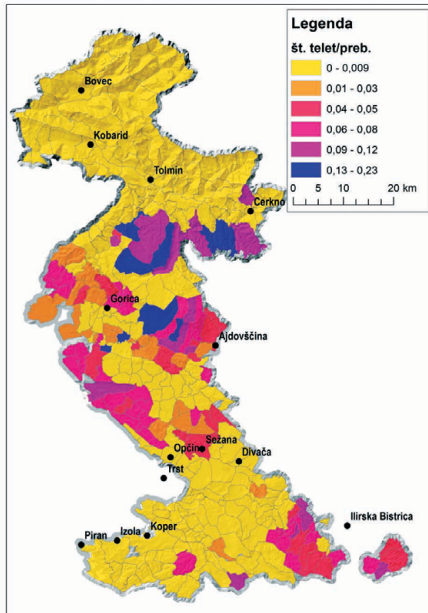 Legenda
št. telet/preb.
0 - 0,009
0,01 - 0,03
0,04 - 0,05
0,06 - 0,08
0,09 - 0,12
0,13 - 0,23
0 5 10 20 km
Bovec
Kobarid
Tolmin
Cerkno
Gorica
Ajdovščina
Sežana
Opčine
Divača
Trst
Ilirska Bistrica
Koper
Izola
Piran